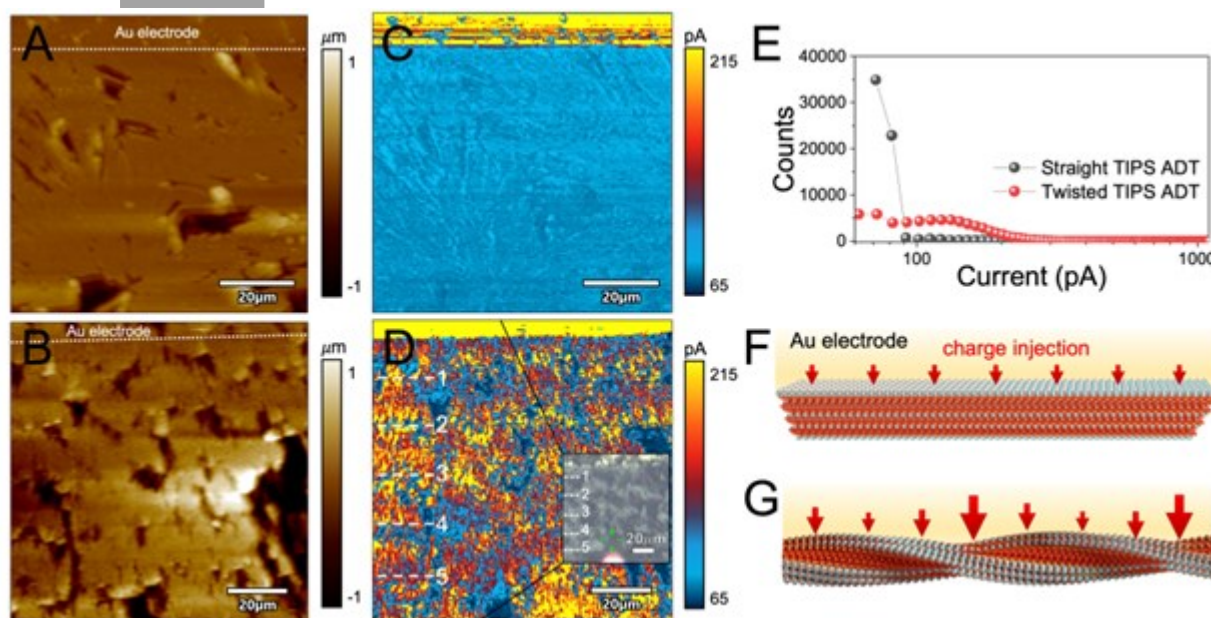 A
Au electrode
μm
1
-1
20μm
C
pA
215
65
20μm
E
Counts
40000
30000
20000
10000
0
Straight TIPS ADT
Twisted TIPS ADT
100
1000
Current (pA)
B
Au electrode
μm
1
-1
20μm
D
pA
215
65
1
2
3
4
5
1
2
3
4
5
20μm
20μm
F
Au electrode
charge injection
G